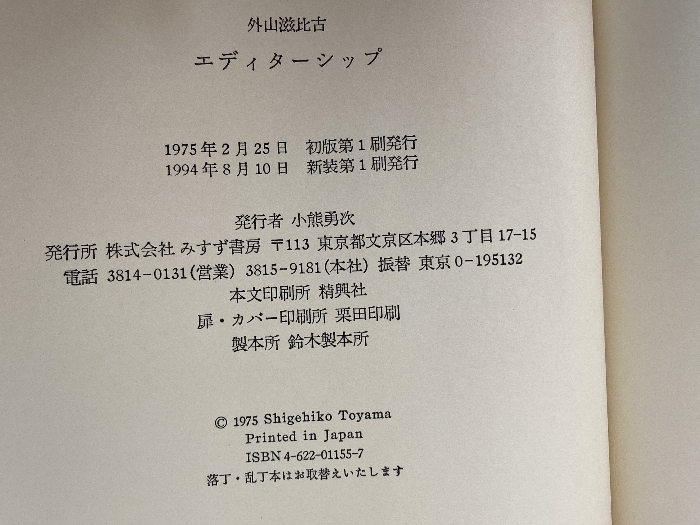 外山滋比古
エディターシップ
1975年2月25日 初版第1刷発行
1994年8月10日 新装第1刷発行
発行者 小熊勇次
発行所 株式会社 みすず書房 〒113 東京都文京区本郷3丁目17-15
電話 3814-0131(営業) 3815-9181(本社) 振替 東京0-195132
本文印刷所 精興社
扉・カバー印刷所 栗田印刷
製本所 鈴木製本所
© 1975 Shigehiko Toyama
Printed in Japan
ISBN 4-622-01155-7
落丁・乱丁本はお取替えいたします